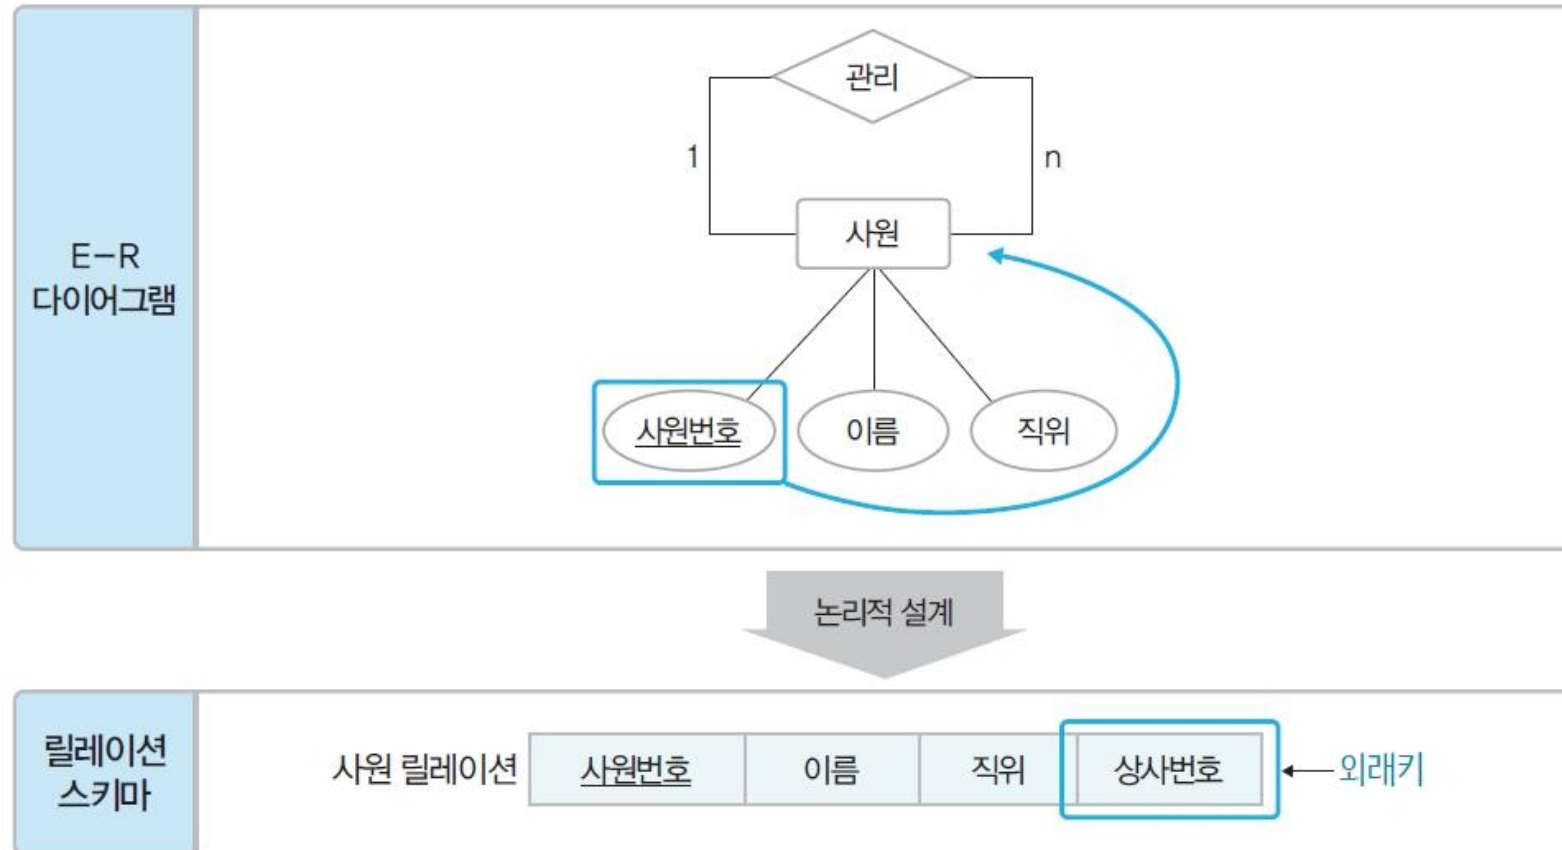 E-R
다이어그램
관리
1
n
사원
사원번호
이름
직위
논리적 설계
릴레이션
스키마
사원 릴레이션
사원번호
이름
직위
상사번호
외래키